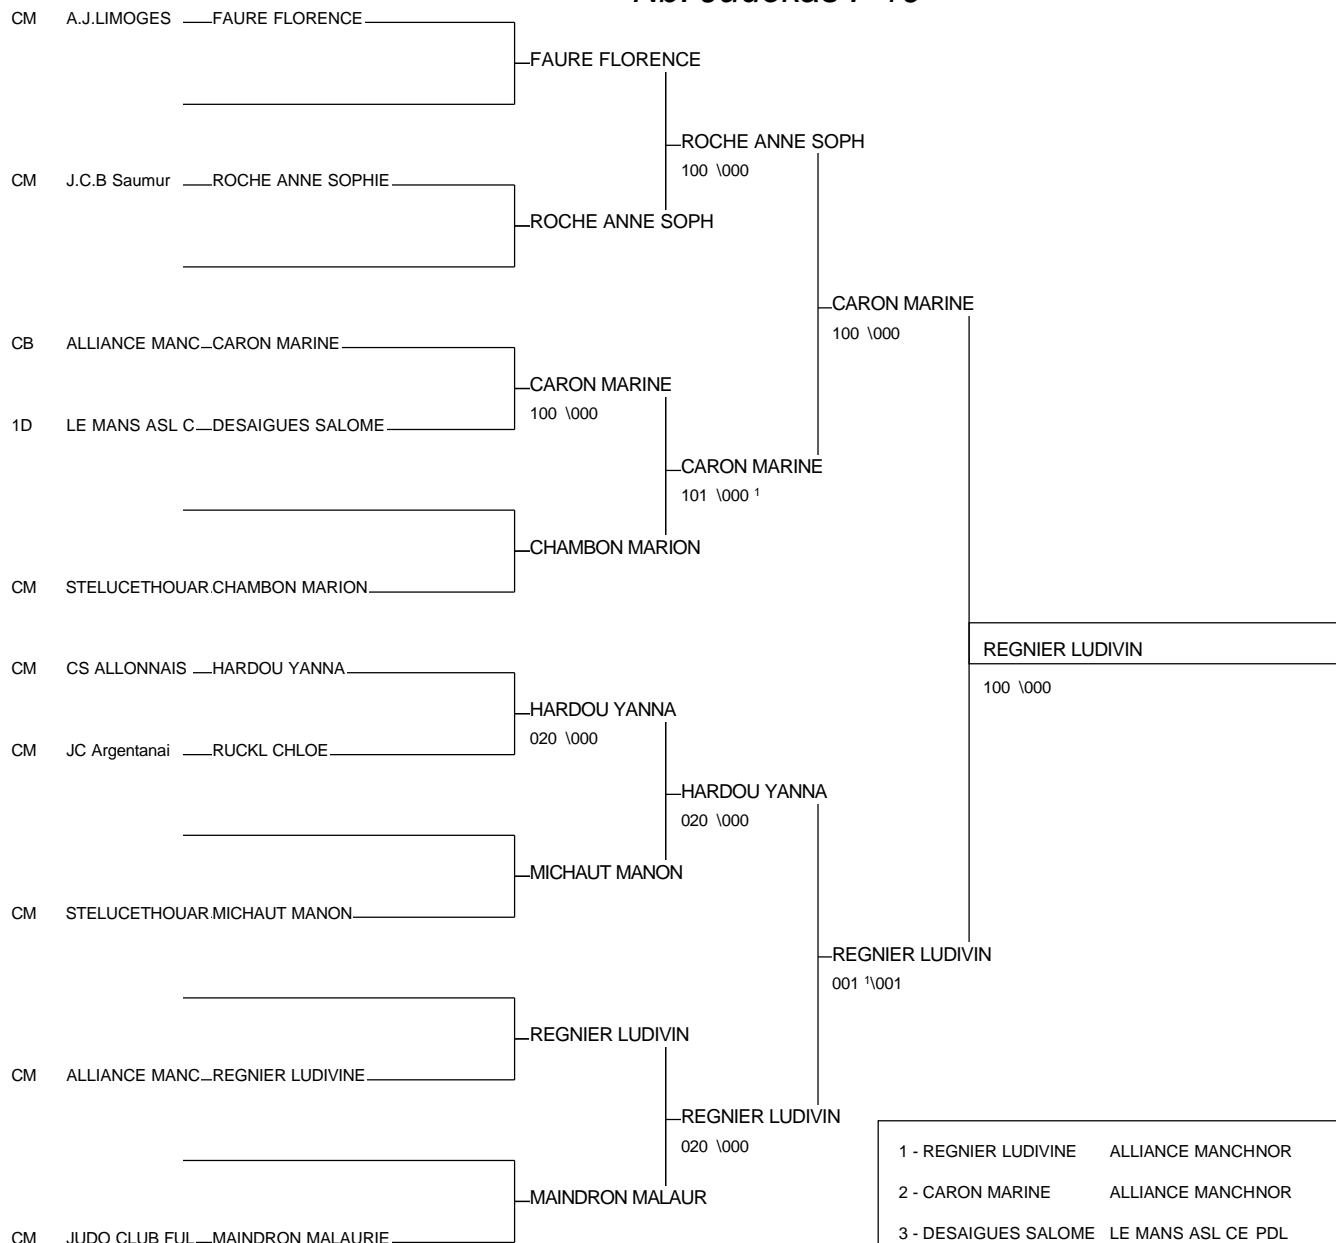 CM A.J.LIMOGES FAURE FLORENCE
FAURE FLORENCE
ROCHE ANNE SOPH
100 \000
CM J.C.B Saumur ROCHE ANNE SOPHIE
ROCHE ANNE SOPH
CARON MARINE
100 \000
CB ALLIANCE MANC CARON MARINE
CARON MARINE
100 \000
1D LE MANS ASL C DESAIGUES SALOME
CARON MARINE
101 \000 1
CHAMBON MARION
CM STELUCETHOUAR CHAMBON MARION
REGNIER LUDIVIN
100 \000
CM CS ALLONNAIS HARDOU YANNA
HARDOU YANNA
020 \000
CM JC Argentanai RUCKL CHLOE
HARDOU YANNA
020 \000
MICHAUT MANON
CM STELUCETHOUAR MICHAUT MANON
REGNIER LUDIVIN
001 1\001
REGNIER LUDIVIN
CM ALLIANCE MANC REGNIER LUDIVINE
REGNIER LUDIVIN
020 \000
MAINDRON MALAUR
CM JUDO CLUB FUL MAINDRON MALAURIE
1 - REGNIER LUDIVINE ALLIANCE MANCHNOR
2 - CARON MARINE ALLIANCE MANCHNOR
3 - DESAIGUES SALOME LE MANS ASL CE PDL